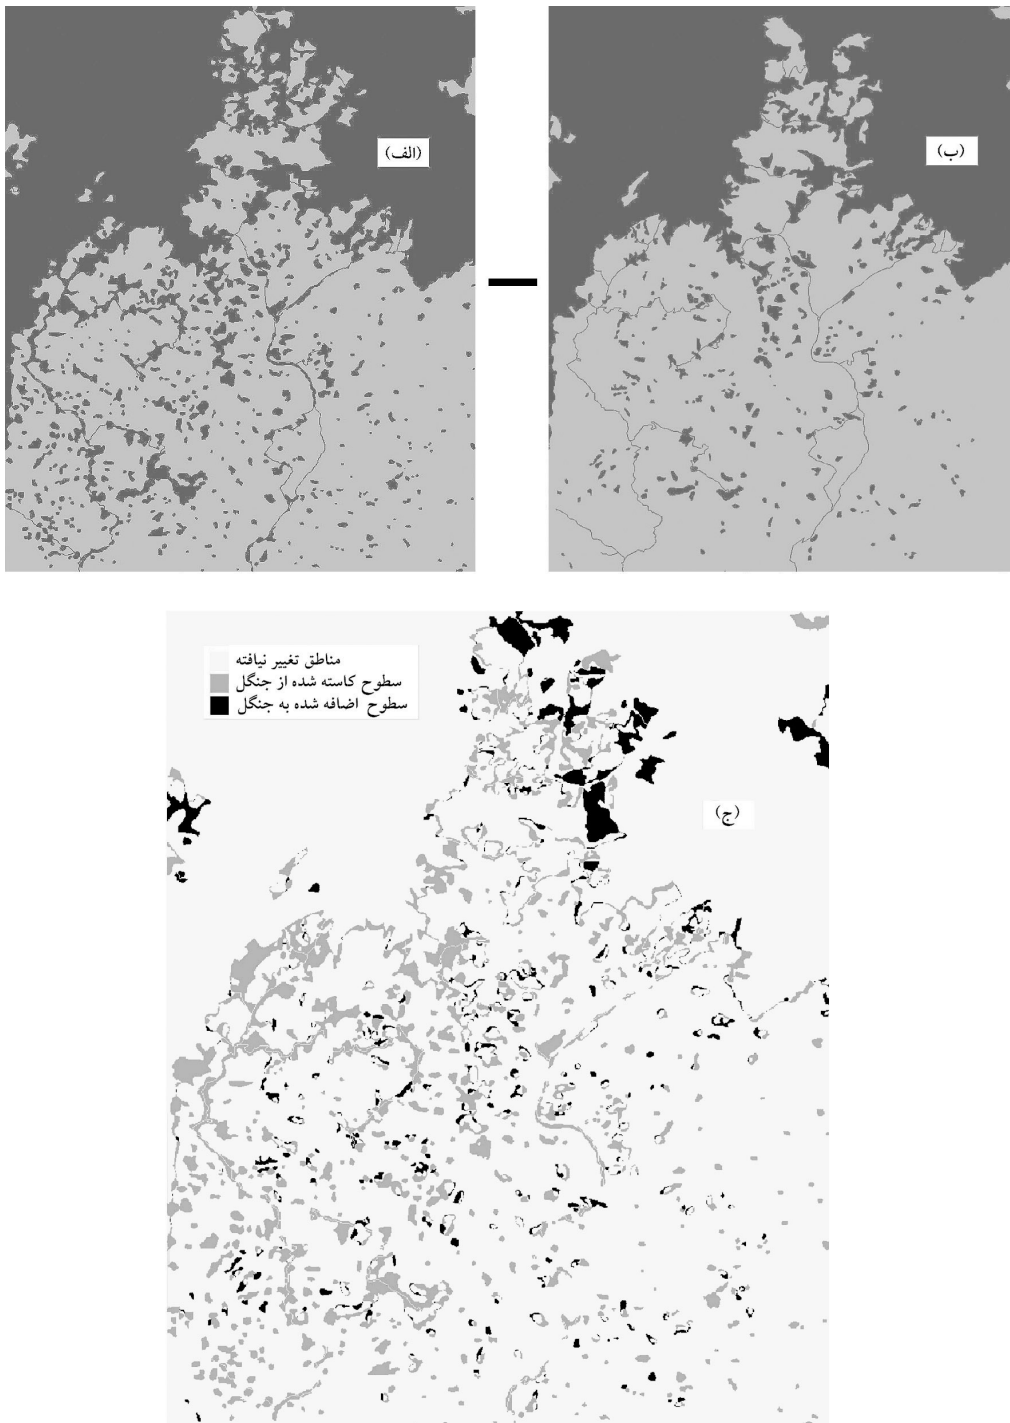 (الف)
(ب)
مناطق تغییر نیافته
سطوح کاسته شده از جنگل
سطوح اضافه شده به جنگل
(ج)